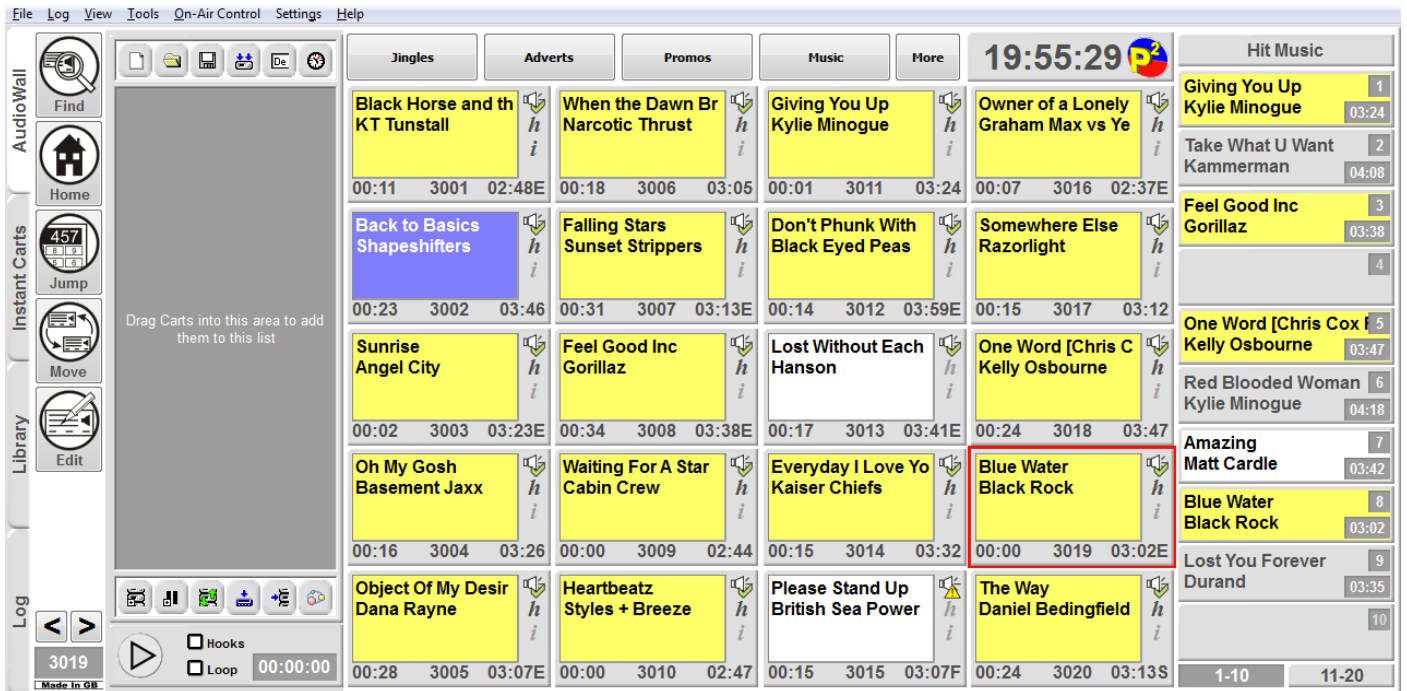 File Log View Tools On-Air Control Settings Help
AudioWall
Instant Carts
Library
Log
Find
Home
457
8 9
5 6
Jump
Move
Edit
< >
3019
Made In GB
De
Drag Carts into this area to add
them to this list
Hooks
Loop
00:00:00
Jingles Adverts Promos Music More
19:55:29 P2
Black Horse and th
KT Tunstall
h
i
00:11 3001 02:48E
When the Dawn Br
Narcotic Thrust
h
i
00:18 3006 03:05
Giving You Up
Kylie Minogue
h
i
00:01 3011 03:24
Owner of a Lonely
Graham Max vs Ye
h
i
00:07 3016 02:37E
Back to Basics
Shapeshifters
h
i
00:23 3002 03:46
Falling Stars
Sunset Strippers
h
i
00:31 3007 03:13E
Don't Phunk With
Black Eyed Peas
h
i
00:14 3012 03:59E
Somewhere Else
Razorlight
h
i
00:15 3017 03:12
Sunrise
Angel City
h
i
00:02 3003 03:23E
Feel Good Inc
Gorillaz
h
i
00:34 3008 03:38E
Lost Without Each
Hanson
h
i
00:17 3013 03:41E
One Word [Chris C
Kelly Osbourne
h
i
00:24 3018 03:47
Oh My Gosh
Basement Jaxx
h
i
00:16 3004 03:26
Waiting For A Star
Cabin Crew
h
i
00:00 3009 02:44
Everyday I Love Yo
Kaiser Chiefs
h
i
00:15 3014 03:32
Blue Water
Black Rock
h
i
00:00 3019 03:02E
Object Of My Desir
Dana Rayne
h
i
00:28 3005 03:07E
Heartbeatz
Styles + Breeze
h
i
00:00 3010 02:47
Please Stand Up
British Sea Power
h
i
00:15 3015 03:07F
The Way
Daniel Bedingfield
h
i
00:24 3020 03:13S
Hit Music
Giving You Up 1
Kylie Minogue 03:24
Take What U Want 2
Kammerman 04:08
Feel Good Inc 3
Gorillaz 03:38
4
One Word [Chris Cox 5
Kelly Osbourne 03:47
Red Blooded Woman 6
Kylie Minogue 04:18
Amazing 7
Matt Cardle 03:42
Blue Water 8
Black Rock 03:02
Lost You Forever 9
Durand 03:35
10
1-10 11-20